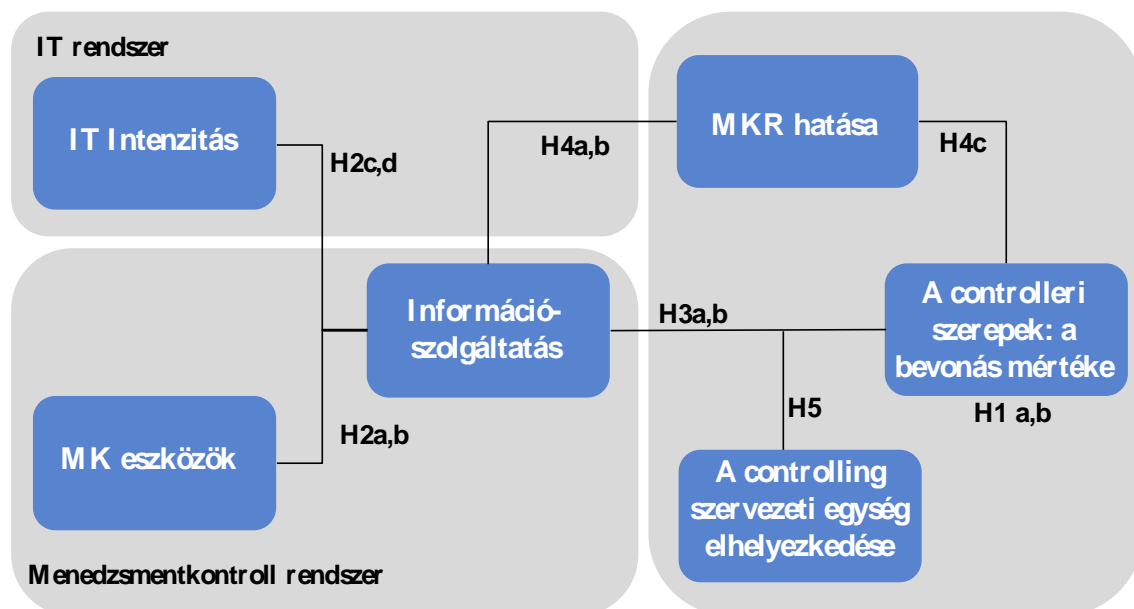 IT rendszer
IT Intenzitás
MKR hatása
H2c,d
H4a,b
H4c
Információ-
szolgáltatás
A controlleri
szerepek: a
bevonás mértéke
H3a,b
H1 a,b
H5
H2a,b
MK eszközök
A controlling
szervezeti egység
elhelyezkedése
Menedzsmentkontroll rendszer